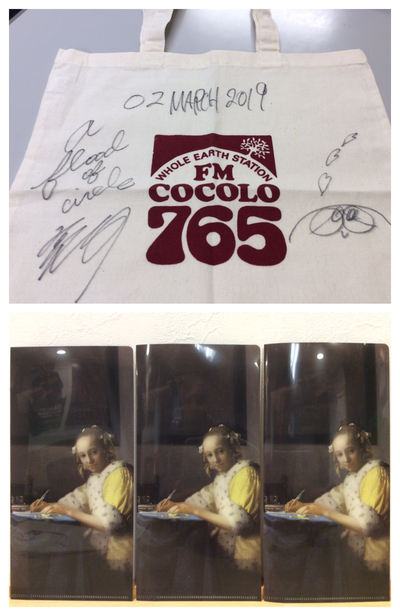 02 MARCH 2019
a
flood
of
circle
WHOLE EARTH STATION
FM
COCOLO
765